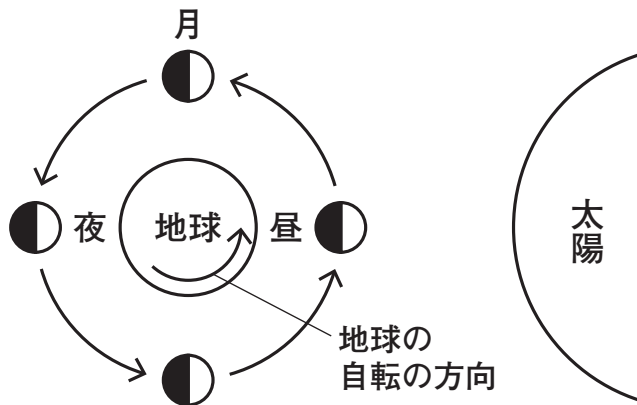 月
夜
地球
昼
太陽
地球の
自転の方向